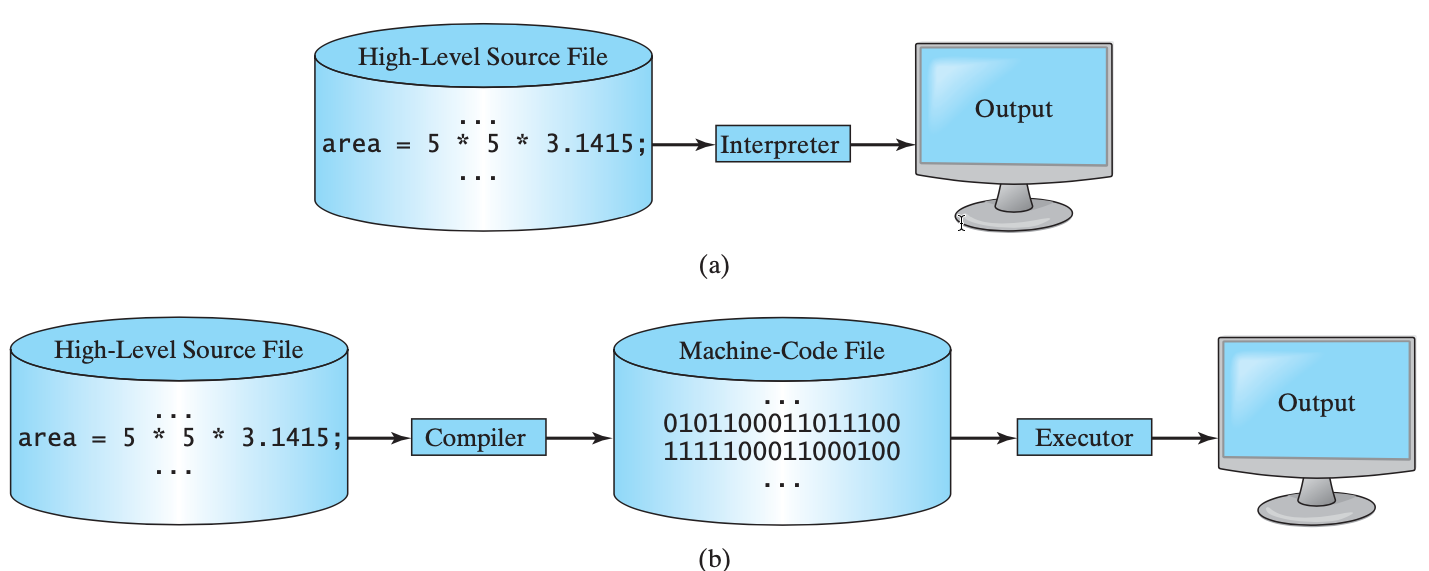 High-Level Source File
...
area = 5 * 5 * 3.1415;
...
Interpreter
Output
(a)
High-Level Source File
...
area = 5 * 5 * 3.1415;
...
Compiler
Machine-Code File
...
0101100011011100
1111100011000100
...
Executor
Output
(b)